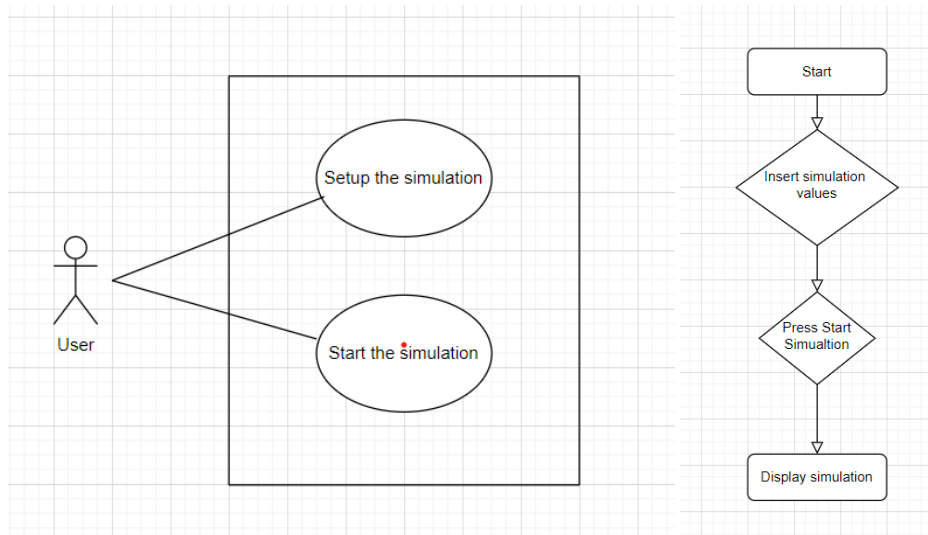 Setup the simulation
User
Start the simulation
Start
Insert simulation
values
Press Start
Simualtion
Display simulation